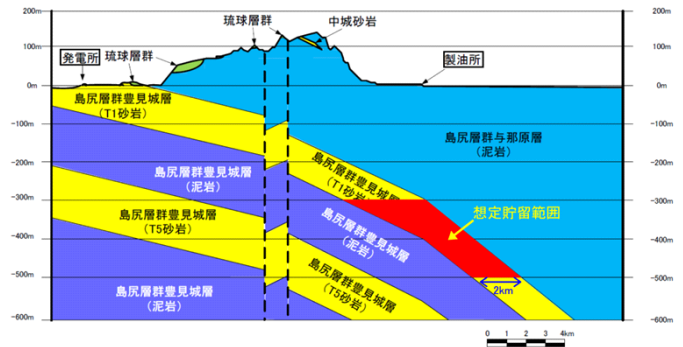 200m
100m
0m
-100m
-200m
-300m
-400m
-500m
-600m
発電所
琉球層群
琉球層群
中城砂岩
製油所
島尻層群豊見城層
(T1砂岩)
島尻層群豊見城層
(泥岩)
島尻層群豊見城層
(T5砂岩)
島尻層群豊見城層
(泥岩)
島尻層群与那原層
(泥岩)
島尻層群豊見城層
(T1砂岩)
想定貯留範囲
島尻層群豊見城層
(泥岩)
島尻層群豊見城層
(T5砂岩)
2km
200m
100m
0m
-100m
-200m
-300m
-400m
-500m
-600m
0 1 2 3 4km